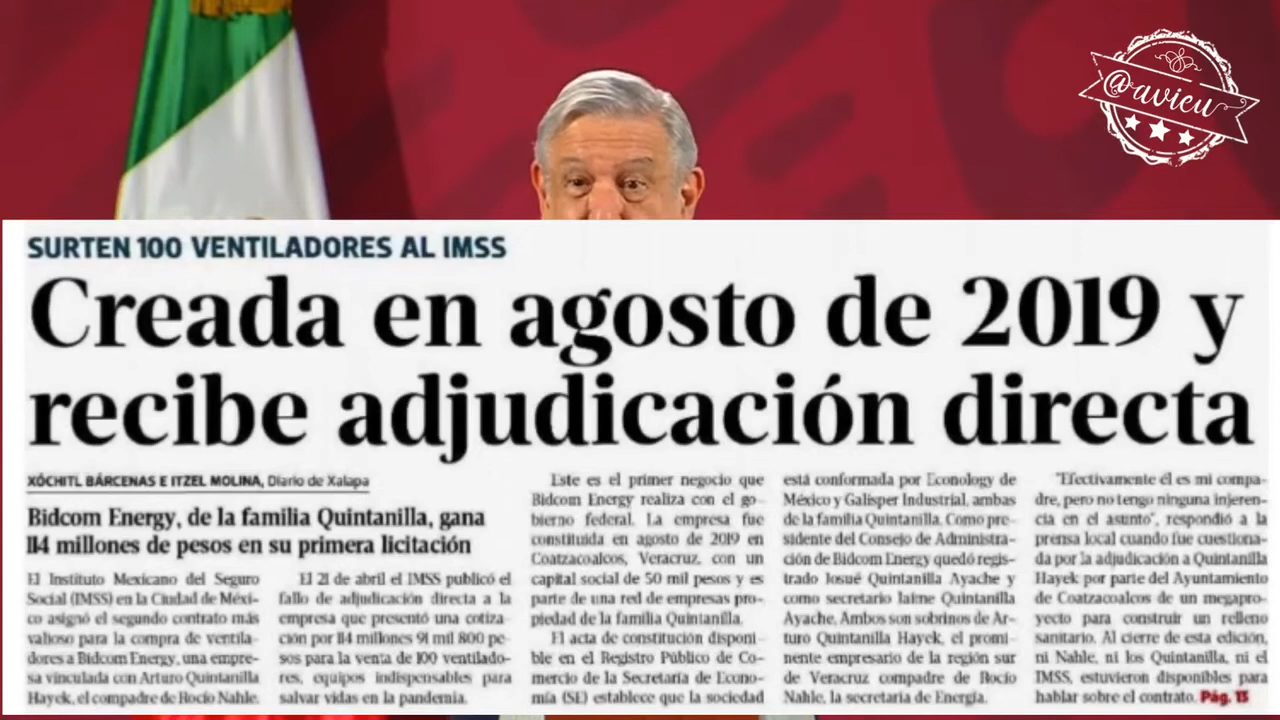 @avieu
SURTEN 100 VENTILADORES AL IMSS
Creada en agosto de 2019 y
recibe adjudicación directa
XÓCHITL BÁRCENAS E ITZEL MOLINA, Diario de Xalapa
Bidcom Energy, de la familia Quintanilla, gana
114 millones de pesos en su primera licitación
El Instituto Mexicano del Seguro
Social (IMSS) en la Ciudad de Méxi-
co asignó el segundo contrato más
valioso para la compra de ventila-
dores a Bidcom Energy, una empre-
sa vinculada con Arturo Quintanilla
Hayek, el compadre de Rocío Nahle.
El 21 de abril el IMSS publicó el
fallo de adjudicación directa a la
empresa que presentó una cotiza-
ción por 114 millones 91 mil 800 pe-
sos para la venta de 100 ventilado-
res, equipos indispensables para
salvar vidas en la pandemia.
Este es el primer negocio que
Bidcom Energy realiza con el go-
bierno federal. La empresa fue
constituida en agosto de 2019 en
Coatzacoalcos, Veracruz, con un
capital social de 50 mil pesos y es
parte de una red de empresas pro-
piedad de la familia Quintanilla.
El acta de constitución disponi-
ble en el Registro Público de Co-
mercio de la Secretaría de Econo-
mía (SE) establece que la sociedad
está conformada por Econology de
México y Galisper Industrial, ambas
de la familia Quintanilla. Como pre-
sidente del Consejo de Administra-
ción de Bidcom Energy quedó regis-
trado Josué Quintanilla Ayache y
como secretario Jaime Quintanilla
Ayache. Ambos son sobrinos de Ar-
turo Quintanilla Hayek, el promi-
nente empresario de la región sur
de Veracruz compadre de Rocío
Nahle, la secretaria de Energía.
"Efectivamente él es mi compa-
dre, pero no tengo ninguna injeren-
cia en el asunto", respondió a la
prensa local cuando fue cuestiona-
da por la adjudicación a Quintanilla
Hayek por parte del Ayuntamiento
de Coatzacoalcos de un megapro-
yecto para construir un relleno
sanitario. Al cierre de esta edición,
ni Nahle, ni los Quintanilla, ni el
IMSS, estuvieron disponibles para
hablar sobre el contrato. Pág. 13